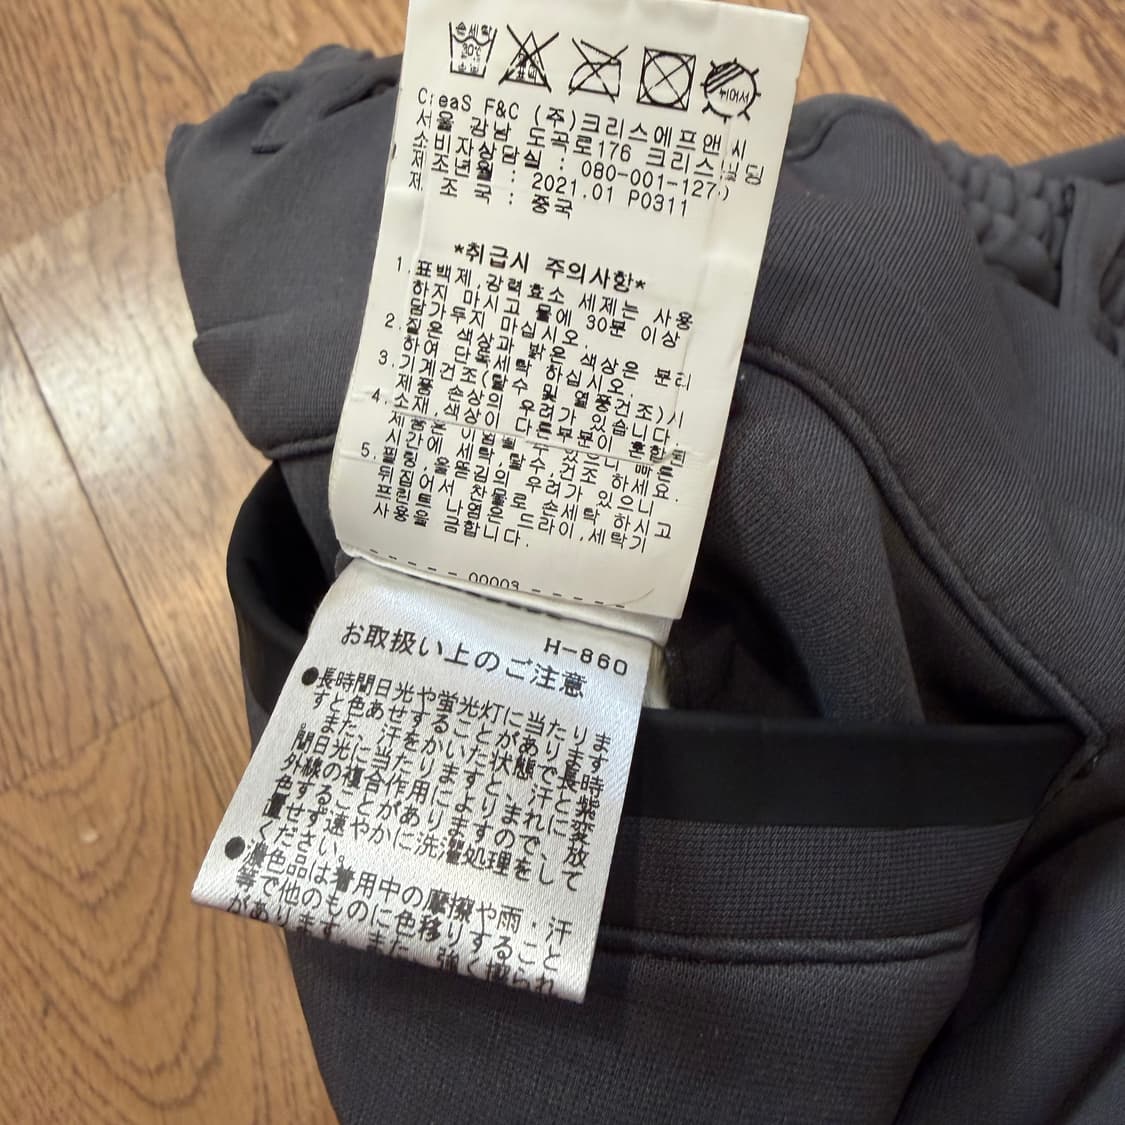 손세탁
30℃
중성
표백
뉘어서
CreaS F&C (주)크리스에프앤씨
서울 강남 도곡로176 크리스빌딩
소비자상담실 : 080-001-127
제조년월 : 2021.01 P0311
제 조 국 : 중국
*취급시 주의사항*
1.표백제,강력효소 세제는 사용
하지 마시고 물에 30분 이상
담가두지 마십시오.
2.짙은 색상과 밝은 색상은 분리
하여 단독세탁 하십시오.
3.기계건조(탈수 및 열풍건조)시
제품 손상의 우려가 있습니다.
4.소재,색상이 다른부분이 혼합된
제품은 이염될 수 있으니 빠른
시간에 세탁,탈수,건조 하세요.
5.필링,올뜯김의 우려가 있으니
뒤집어서 찬물로 손세탁 하시고
프린트 나염은 드라이,세탁기
사용을 금합니다.
00003
H-860
お取扱い上のご注意
●長時間日光や蛍光灯に当たりま
すと色あせすることがあります
また、汗をかいた状態で長時
間日光に当たりますと、汗と紫
外線の複合作用によりまれに変
色することがありますので、放
置せず速やかに洗濯処理をして
ください。
●濃色品は着用中の摩擦や雨・汗
等で他のものに色移りすること
があります。また、強く擦られ